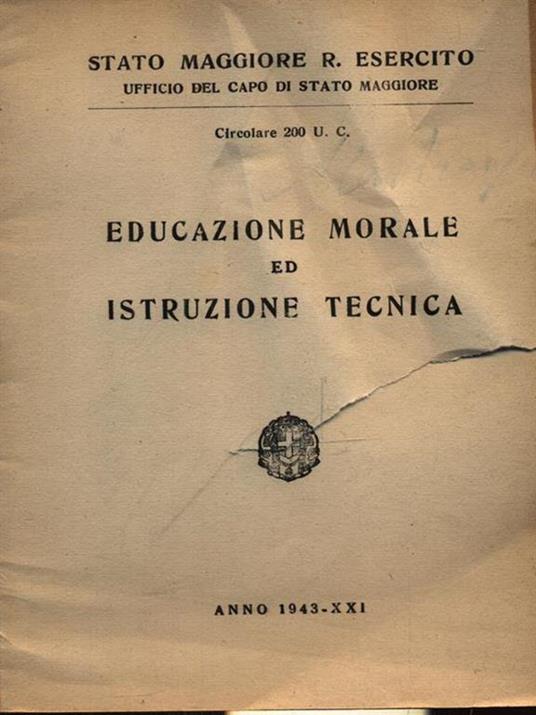 STATO MAGGIORE R. ESERCITO
UFFICIO DEL CAPO DI STATO MAGGIORE
Circolare 200 U. C.
EDUCAZIONE MORALE
ED
ISTRUZIONE TECNICA
ANNO 1943-XXI